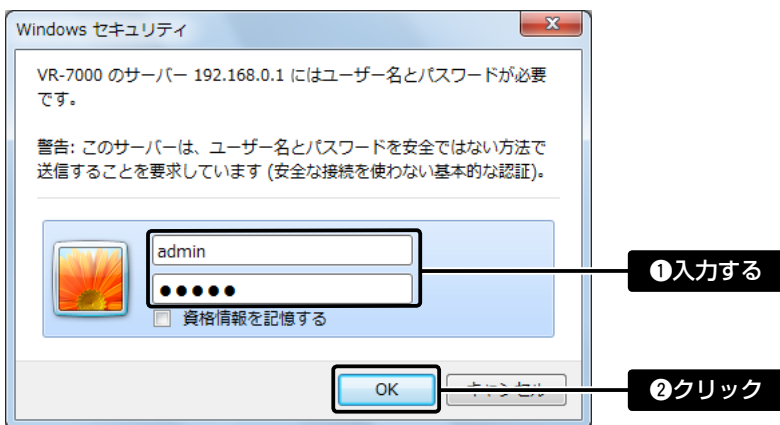 Windows セキュリティ
VR-7000 のサーバー 192.168.0.1 にはユーザー名とパスワードが必要
です。
警告: このサーバーは、ユーザー名とパスワードを安全ではない方法で
送信することを要求しています (安全な接続を使わない基本的な認証)。
admin
●●●●●
資格情報を記憶する
❶入力する
OK
キャンセル
❷クリック